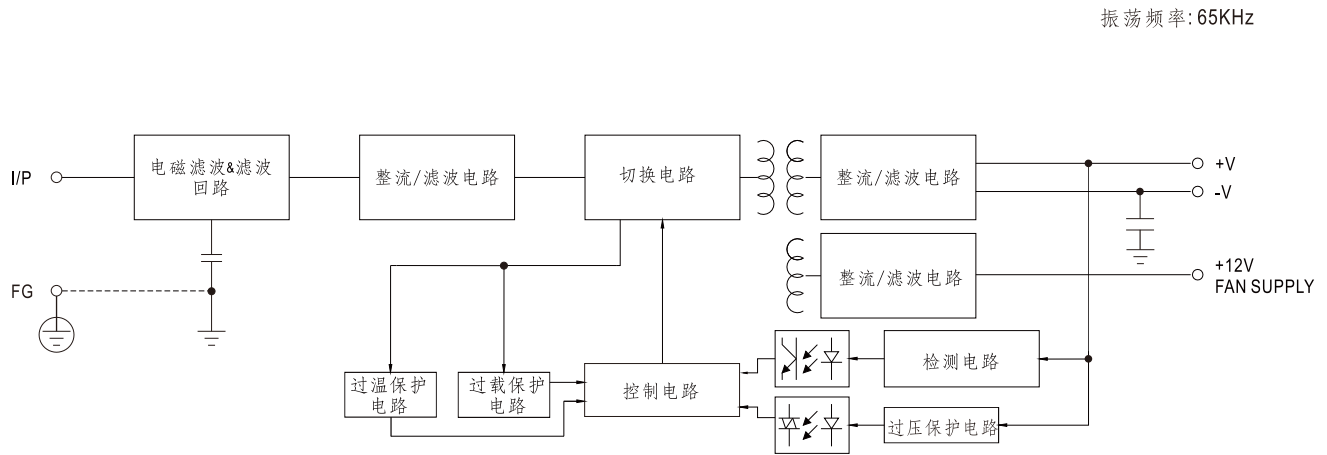 振荡频率: 65KHz
I/P
电磁滤波&滤波
回路
整流/滤波电路
切换电路
整流/滤波电路
+V
-V
整流/滤波电路
+12V
FAN SUPPLY
FG
过温保护
电路
过载保护
电路
控制电路
检测电路
过压保护电路